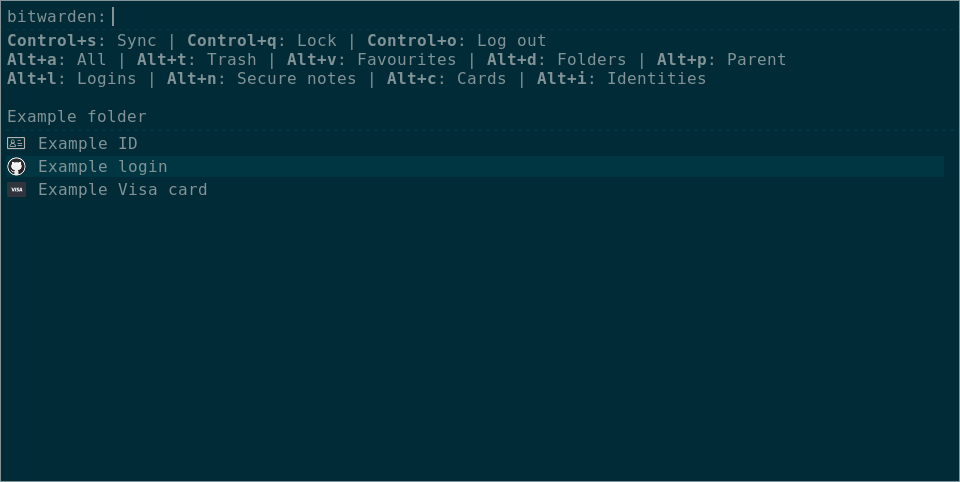 bitwarden:
Control+s: Sync | Control+q: Lock | Control+o: Log out
Alt+a: All | Alt+t: Trash | Alt+v: Favourites | Alt+d: Folders | Alt+p: Parent
Alt+l: Logins | Alt+n: Secure notes | Alt+c: Cards | Alt+i: Identities
Example folder
Example ID
Example login
VISA Example Visa card